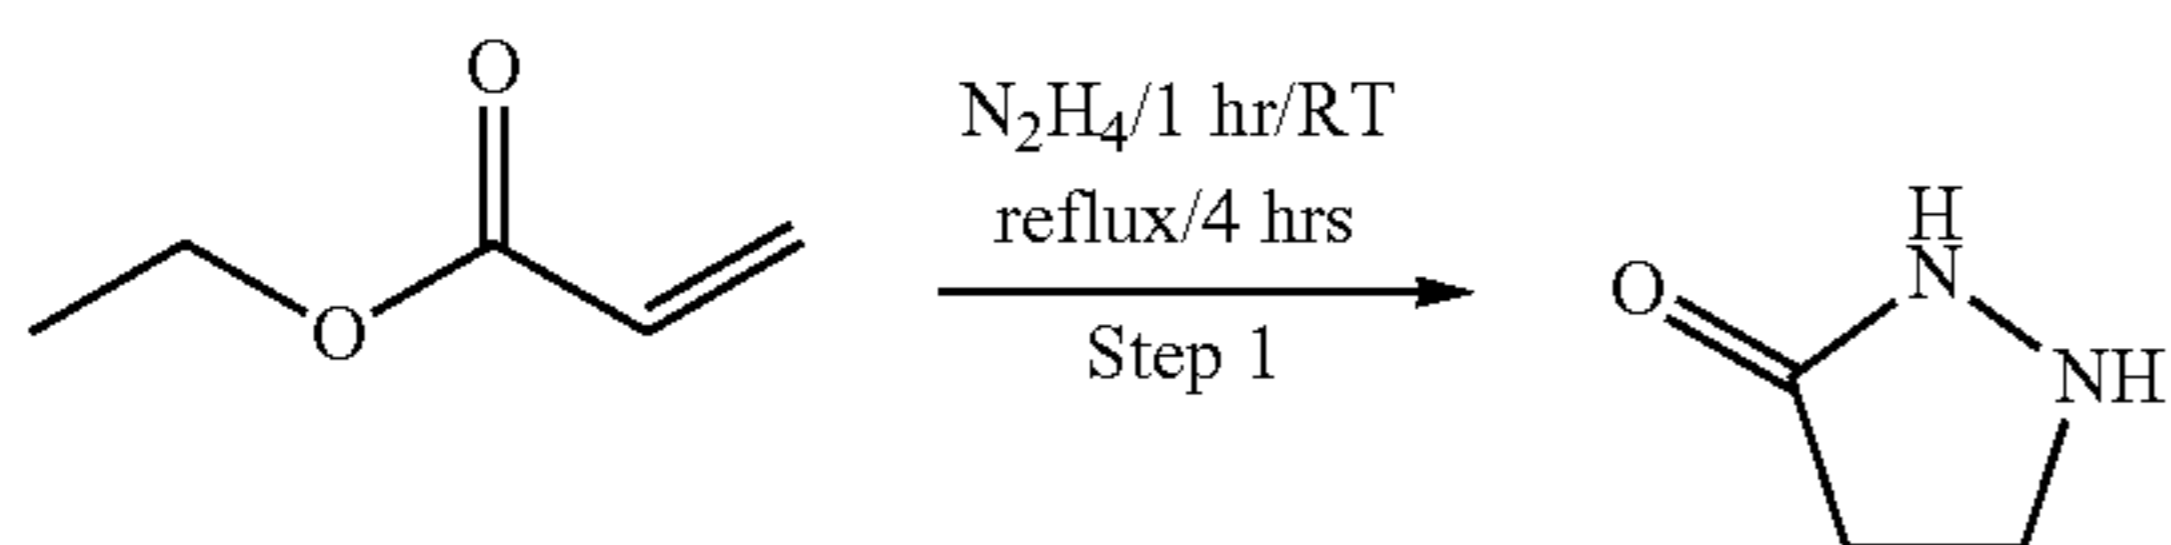 O
O
N₂H₄/1 hr/RT
reflux/4 hrs
Step 1
O
H
N
NH